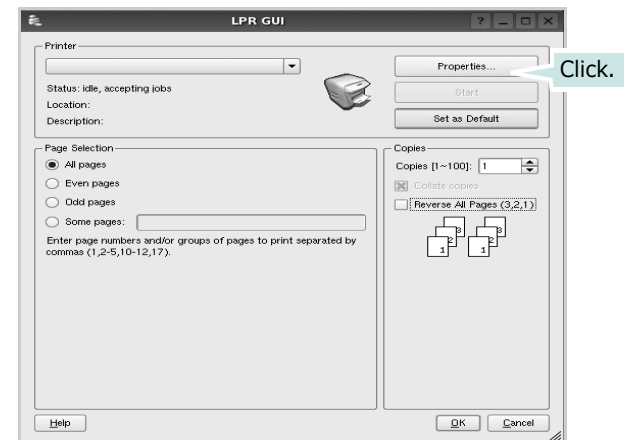 LPR GUI
Printer
Properties...
Click.
Status: idle, accepting jobs
Start
Location:
Description:
Set as Default
Page Selection
All pages
Even pages
Odd pages
Some pages:
Enter page numbers and/or groups of pages to print separated by
commas (1,2-5,10-12,17).
Copies
Copies [1~100]: 1
Collate copies
Reverse All Pages (3,2,1)
3 3
2 2
1 1
Help
OK
Cancel